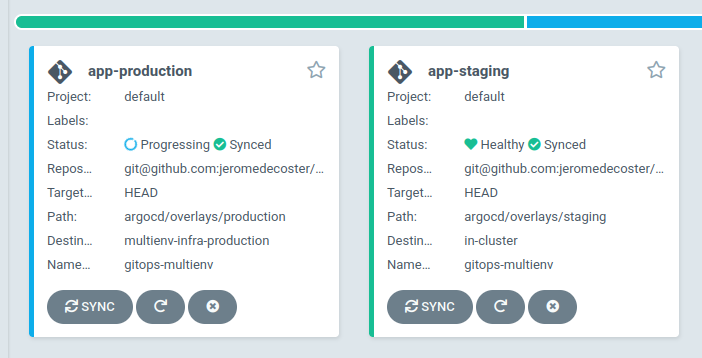 app-production
Project: default
Labels:
Status: Progressing Synced
Repos... git@github.com:jeromedecoster/...
Target... HEAD
Path: argocd/overlays/production
Destin... multienv-infra-production
Name... gitops-multienv
SYNC
app-staging
Project: default
Labels:
Status: Healthy Synced
Repos... git@github.com:jeromedecoster/...
Target... HEAD
Path: argocd/overlays/staging
Destin... in-cluster
Name... gitops-multienv
SYNC